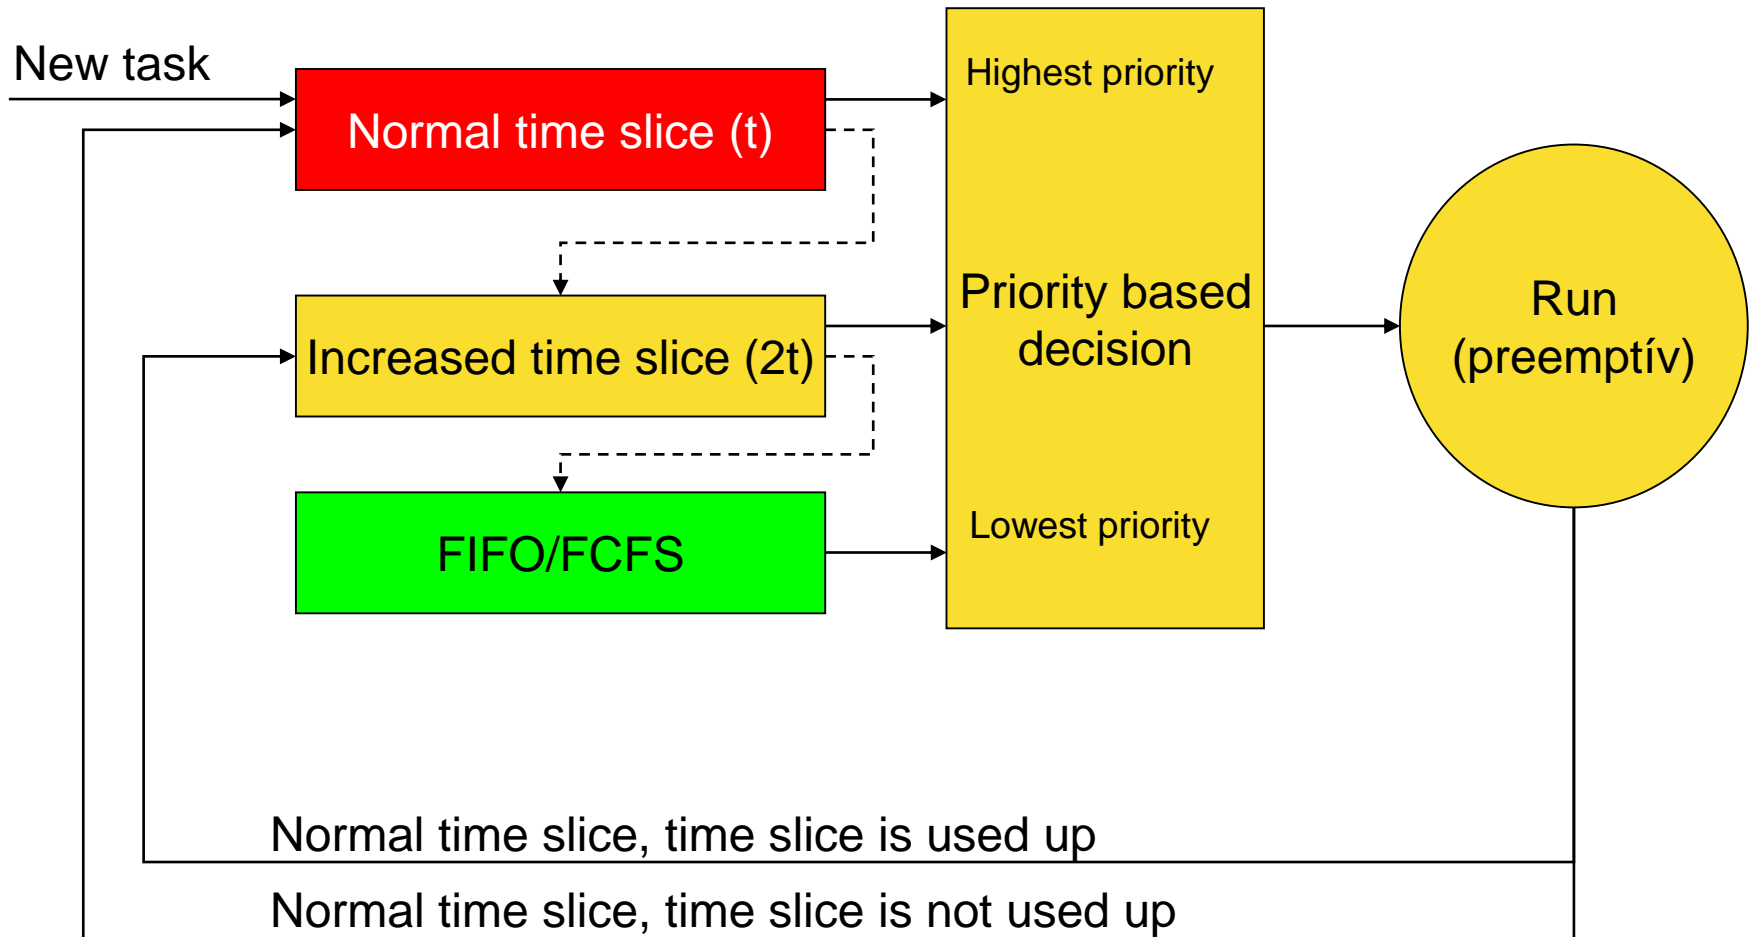 New task
Normal time slice (t)
Highest priority
Increased time slice (2t)
Priority based
decision
Run
(preemptív)
FIFO/FCFS
Lowest priority
Normal time slice, time slice is used up
Normal time slice, time slice is not used up